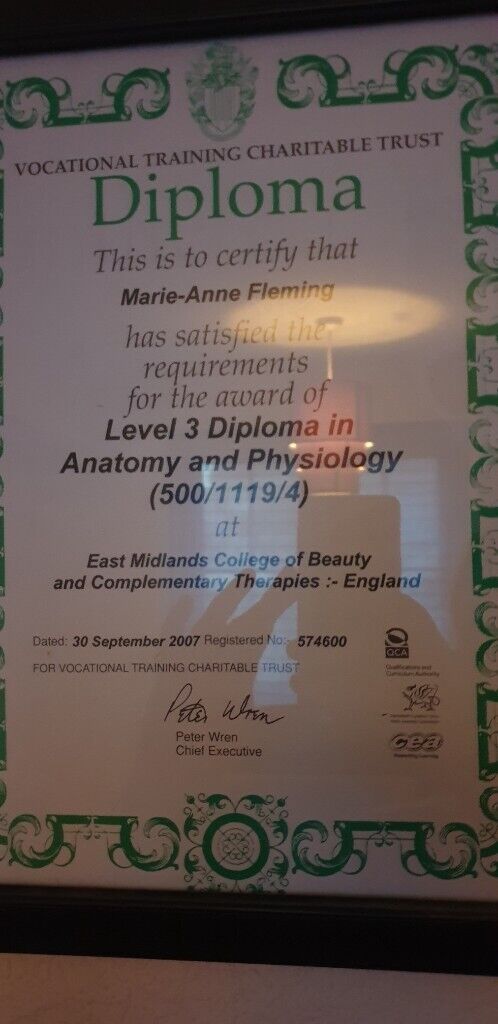 VOCATIONAL TRAINING CHARITABLE TRUST
Diploma
This is to certify that
Marie-Anne Fleming
has satisfied the
requirements
for the award of
Level 3 Diploma in
Anatomy and Physiology
(500/1119/4)
at
East Midlands College of Beauty
and Complementary Therapies :- England
Dated: 30 September 2007 Registered No:- 574600
FOR VOCATIONAL TRAINING CHARITABLE TRUST
QCA
Qualifications and
Curriculum Authority
Peter Wren
Peter Wren
Chief Executive
cea